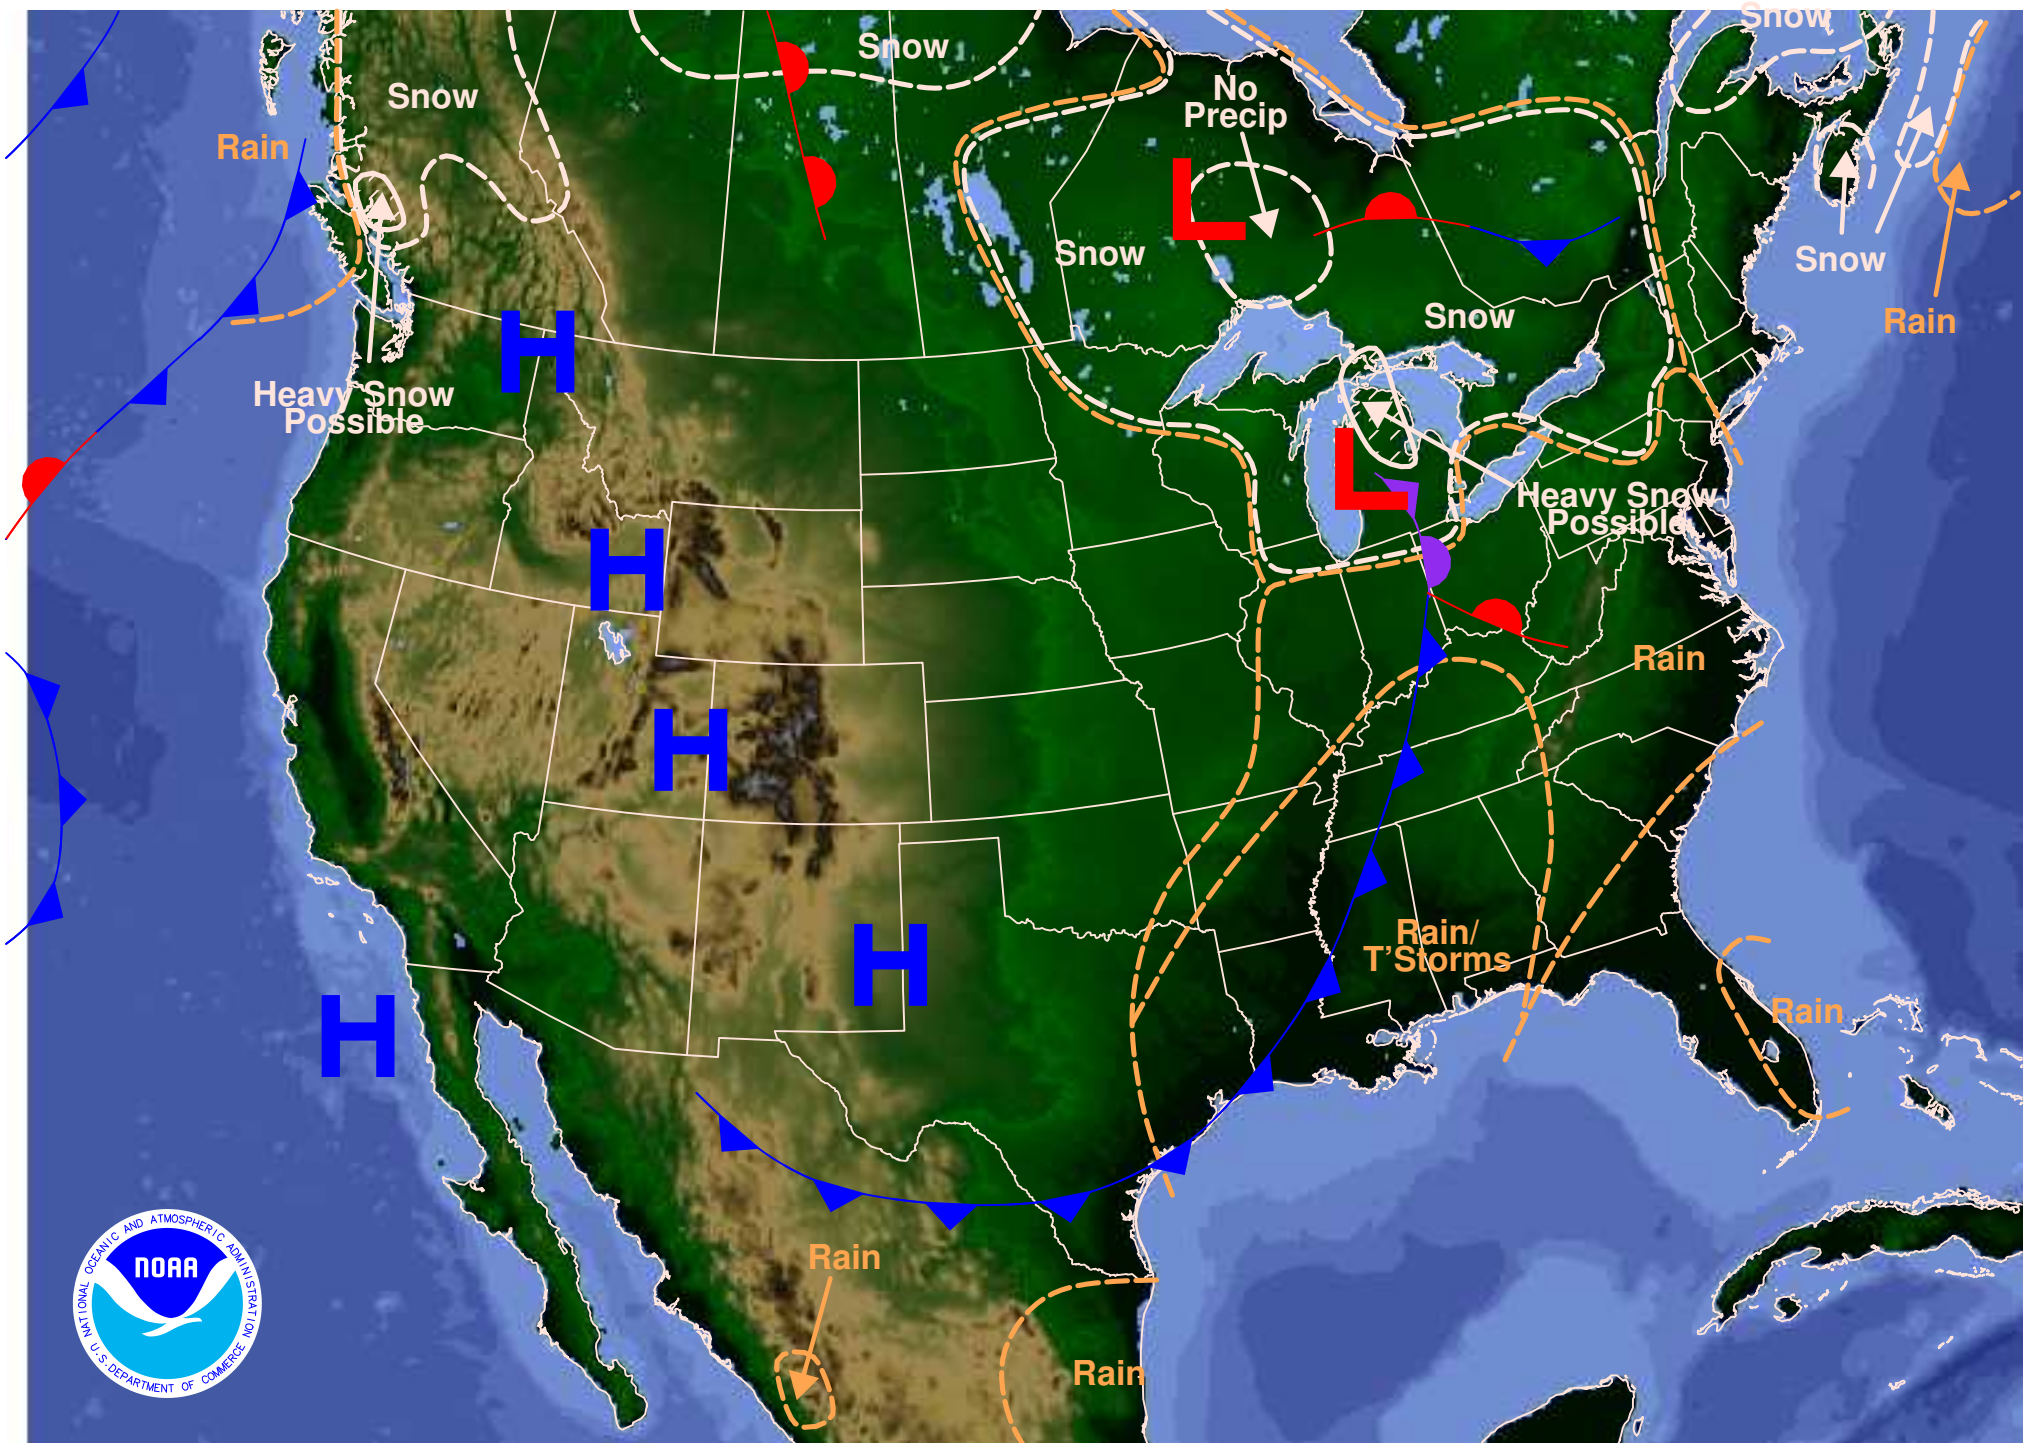 Snow
Snow
Snow
No
Precip
Rain
L
Snow
Snow
Snow
Rain
H
Heavy Snow
Possible
L
Heavy Snow
Possible
H
Rain
H
Rain/
T'Storms
H
H
Rain
Rain
Rain
NATIONAL OCEANIC AND ATMOSPHERIC ADMINISTRATION
NOAA
U.S. DEPARTMENT OF COMMERCE